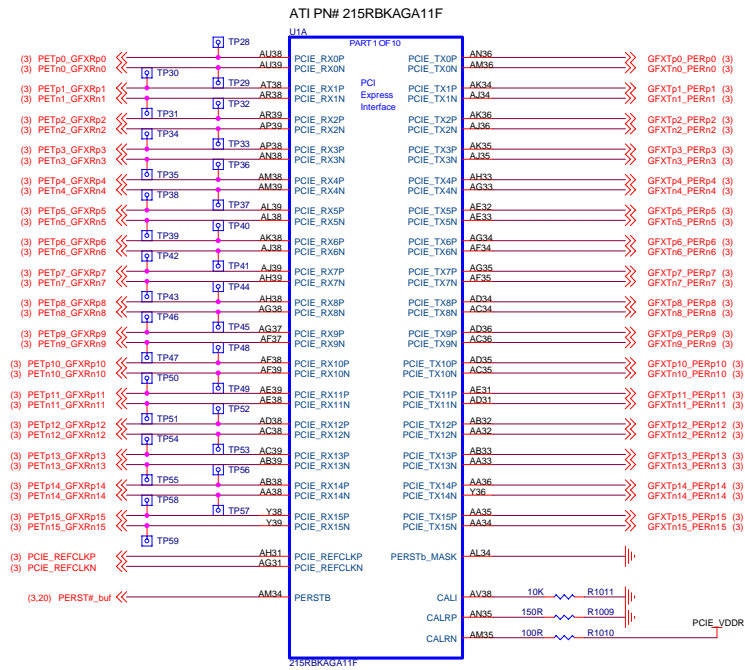 ATI PN# 215RBKAGA11F
U1A
PART 1 OF 10
PCI
Express
Interface
TP28
(3) PETp0_GFXRp0 AU38 PCIE_RX0P PCIE_TX0P AN36 GFXTp0_PERp0 (3)
(3) PETn0_GFXRn0 AU39 PCIE_RX0N PCIE_TX0N AM36 GFXTn0_PERn0 (3)
TP30
TP29
(3) PETp1_GFXRp1 AT38 PCIE_RX1P PCIE_TX1P AK34 GFXTp1_PERp1 (3)
(3) PETn1_GFXRn1 AR38 PCIE_RX1N PCIE_TX1N AJ34 GFXTn1_PERn1 (3)
TP32
TP31
(3) PETp2_GFXRp2 AR39 PCIE_RX2P PCIE_TX2P AK36 GFXTp2_PERp2 (3)
(3) PETn2_GFXRn2 AP39 PCIE_RX2N PCIE_TX2N AJ36 GFXTn2_PERn2 (3)
TP34
TP33
(3) PETp3_GFXRp3 AP38 PCIE_RX3P PCIE_TX3P AK35 GFXTp3_PERp3 (3)
(3) PETn3_GFXRn3 AN38 PCIE_RX3N PCIE_TX3N AJ35 GFXTn3_PERn3 (3)
TP36
TP35
(3) PETp4_GFXRp4 AM38 PCIE_RX4P PCIE_TX4P AH33 GFXTp4_PERp4 (3)
(3) PETn4_GFXRn4 AM39 PCIE_RX4N PCIE_TX4N AG33 GFXTn4_PERn4 (3)
TP38
TP37
(3) PETp5_GFXRp5 AL39 PCIE_RX5P PCIE_TX5P AE32 GFXTp5_PERp5 (3)
(3) PETn5_GFXRn5 AL38 PCIE_RX5N PCIE_TX5N AE33 GFXTn5_PERn5 (3)
TP40
TP39
(3) PETp6_GFXRp6 AK38 PCIE_RX6P PCIE_TX6P AG34 GFXTp6_PERp6 (3)
(3) PETn6_GFXRn6 AJ38 PCIE_RX6N PCIE_TX6N AF34 GFXTn6_PERn6 (3)
TP42
TP41
(3) PETp7_GFXRp7 AJ39 PCIE_RX7P PCIE_TX7P AG35 GFXTp7_PERp7 (3)
(3) PETn7_GFXRn7 AH39 PCIE_RX7N PCIE_TX7N AF35 GFXTn7_PERn7 (3)
TP44
TP43
(3) PETp8_GFXRp8 AH38 PCIE_RX8P PCIE_TX8P AD34 GFXTp8_PERp8 (3)
(3) PETn8_GFXRn8 AG38 PCIE_RX8N PCIE_TX8N AC34 GFXTn8_PERn8 (3)
TP46
TP45
(3) PETp9_GFXRp9 AG37 PCIE_RX9P PCIE_TX9P AD36 GFXTp9_PERp9 (3)
(3) PETn9_GFXRn9 AF37 PCIE_RX9N PCIE_TX9N AC36 GFXTn9_PERn9 (3)
TP48
TP47
(3) PETp10_GFXRp10 AF38 PCIE_RX10P PCIE_TX10P AD35 GFXTp10_PERp10 (3)
(3) PETn10_GFXRn10 AF39 PCIE_RX10N PCIE_TX10N AC35 GFXTn10_PERn10 (3)
TP50
TP49
(3) PETp11_GFXRp11 AE39 PCIE_RX11P PCIE_TX11P AE31 GFXTp11_PERp11 (3)
(3) PETn11_GFXRn11 AE38 PCIE_RX11N PCIE_TX11N AD31 GFXTn11_PERn11 (3)
TP52
TP51
(3) PETp12_GFXRp12 AD38 PCIE_RX12P PCIE_TX12P AB32 GFXTp12_PERp12 (3)
(3) PETn12_GFXRn12 AC38 PCIE_RX12N PCIE_TX12N AA32 GFXTn12_PERn12 (3)
TP54
TP53
(3) PETp13_GFXRp13 AC39 PCIE_RX13P PCIE_TX13P AB33 GFXTp13_PERp13 (3)
(3) PETn13_GFXRn13 AB39 PCIE_RX13N PCIE_TX13N AA33 GFXTn13_PERn13 (3)
TP56
TP55
(3) PETp14_GFXRp14 AB38 PCIE_RX14P PCIE_TX14P AA36 GFXTp14_PERp14 (3)
(3) PETn14_GFXRn14 AA38 PCIE_RX14N PCIE_TX14N Y36 GFXTn14_PERn14 (3)
TP58
TP57
(3) PETp15_GFXRp15 Y38 PCIE_RX15P PCIE_TX15P AA35 GFXTp15_PERp15 (3)
(3) PETn15_GFXRn15 Y39 PCIE_RX15N PCIE_TX15N AA34 GFXTn15_PERn15 (3)
TP59
(3) PCIE_REFCLKP AH31 PCIE_REFCLKP PERSTb_MASK AL34
(3) PCIE_REFCLKN AG31 PCIE_REFCLKN
(3,20) PERST#_buf AM34 PERSTB CALI AV38 10K R1011
CALRP AN35 150R R1009
PCIE_VDDR
CALRN AM35 100R R1010
215RBKAGA11F